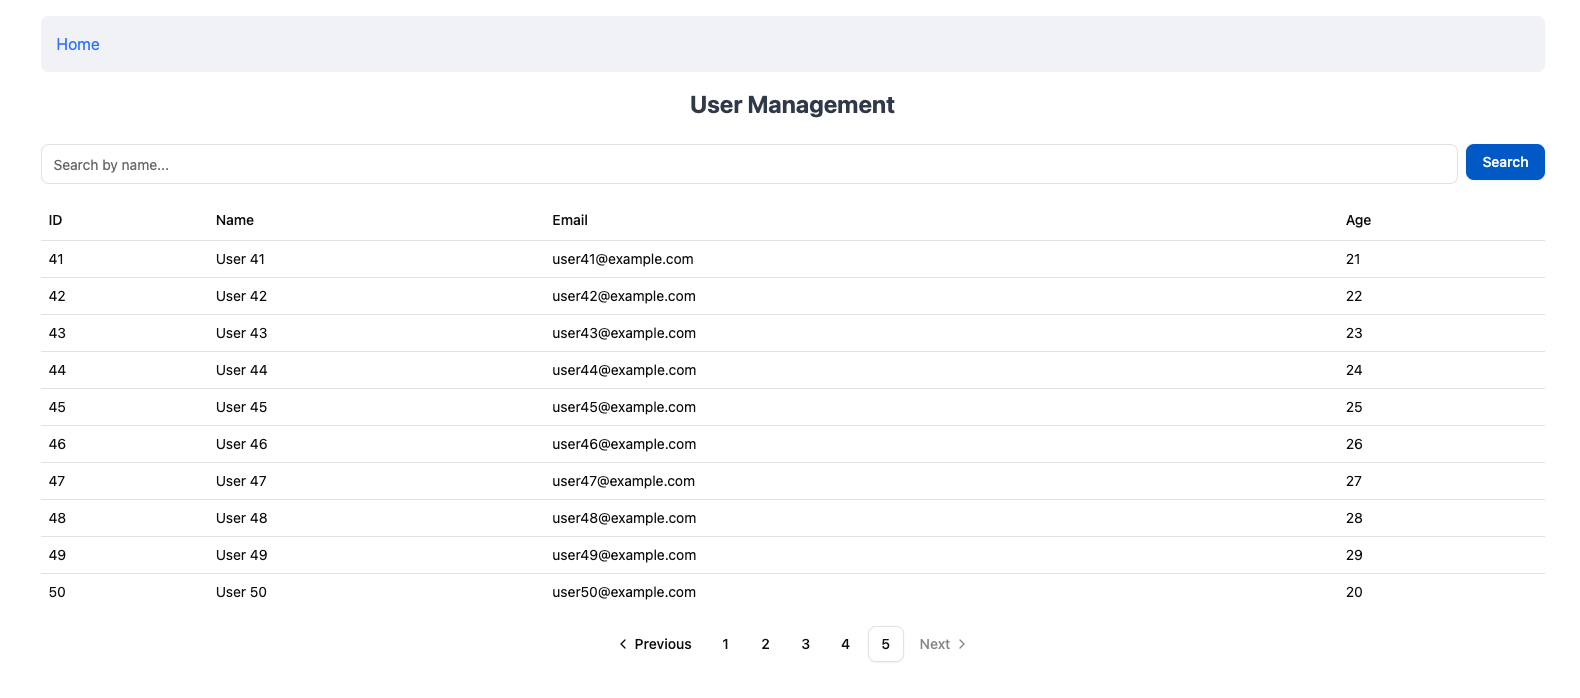 Home
User Management
Search by name...
Search
ID Name Email Age
41 User 41 user41@example.com 21
42 User 42 user42@example.com 22
43 User 43 user43@example.com 23
44 User 44 user44@example.com 24
45 User 45 user45@example.com 25
46 User 46 user46@example.com 26
47 User 47 user47@example.com 27
48 User 48 user48@example.com 28
49 User 49 user49@example.com 29
50 User 50 user50@example.com 20
Previous 1 2 3 4 5 Next